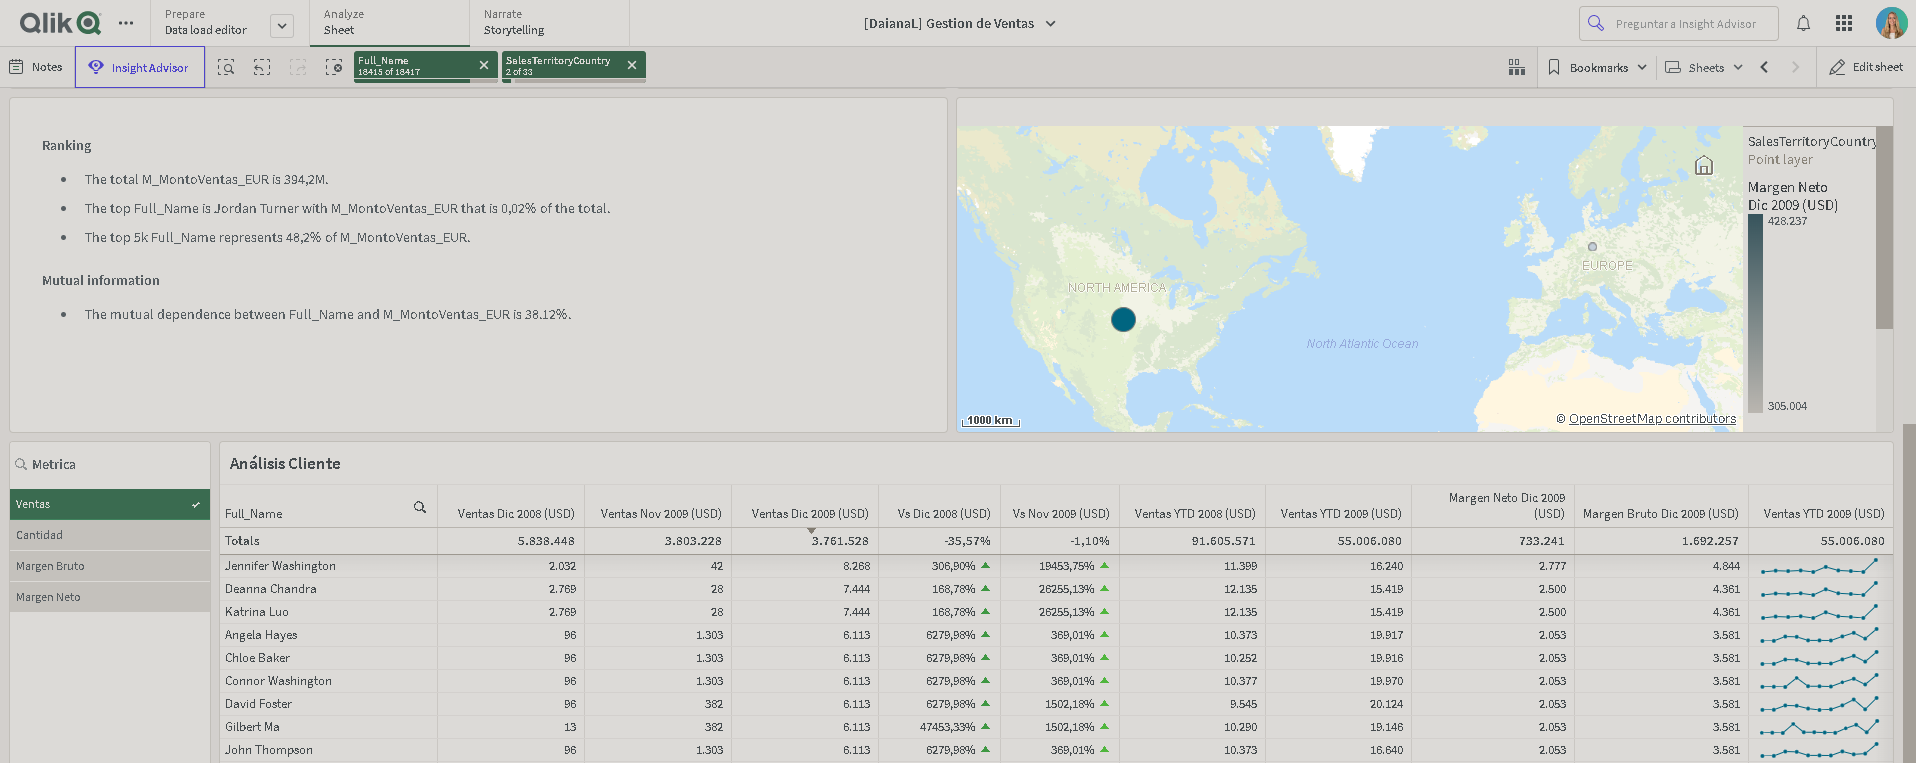 Qlik
Prepare
Data load editor
Analyze
Sheet
Narrate
Storytelling
[DaianaL] Gestion de Ventas
Preguntar a Insight Advisor
Notes
Insight Advisor
Full_Name
18415 of 18417
SalesTerritoryCountry
2 of 33
Bookmarks
Sheets
Edit sheet
Ranking
The total M_MontoVentas_EUR is 394,2M.
The top Full_Name is Jordan Turner with M_MontoVentas_EUR that is 0,02% of the total.
The top 5k Full_Name represents 48,2% of M_MontoVentas_EUR.
Mutual information
The mutual dependence between Full_Name and M_MontoVentas_EUR is 38.12%.
NORTH AMERICA
EUROPE
North Atlantic Ocean
1000 km
© OpenStreetMap contributors
SalesTerritoryCountry
Point layer
Margen Neto
Dic 2009 (USD)
428.237
305.004
Metrica
Ventas
Cantidad
Margen Bruto
Margen Neto
Análisis Cliente
Full_Name Ventas Dic 2008 (USD) Ventas Nov 2009 (USD) Ventas Dic 2009 (USD) Vs Dic 2008 (USD) Vs Nov 2009 (USD) Ventas YTD 2008 (USD) Ventas YTD 2009 (USD) Margen Neto Dic 2009 (USD) Margen Bruto Dic 2009 (USD) Ventas YTD 2009 (USD)
Totals 5.838.448 3.803.228 3.761.528 -35,57% -1,10% 91.605.571 55.006.080 733.241 1.692.257 55.006.080
Jennifer Washington 2.032 42 8.268 306,90% 19453,75% 11.399 16.240 2.777 4.844
Deanna Chandra 2.769 28 7.444 168,78% 26255,13% 12.135 15.419 2.500 4.361
Katrina Luo 2.769 28 7.444 168,78% 26255,13% 12.135 15.419 2.500 4.361
Angela Hayes 96 1.303 6.113 6279,98% 369,01% 10.373 19.917 2.053 3.581
Chloe Baker 96 1.303 6.113 6279,98% 369,01% 10.252 19.916 2.053 3.581
Connor Washington 96 1.303 6.113 6279,98% 369,01% 10.377 19.970 2.053 3.581
David Foster 96 382 6.113 6279,98% 1502,18% 9.545 20.124 2.053 3.581
Gilbert Ma 13 382 6.113 47453,33% 1502,18% 10.290 19.146 2.053 3.581
John Thompson 96 1.303 6.113 6279,98% 369,01% 10.373 16.640 2.053 3.581